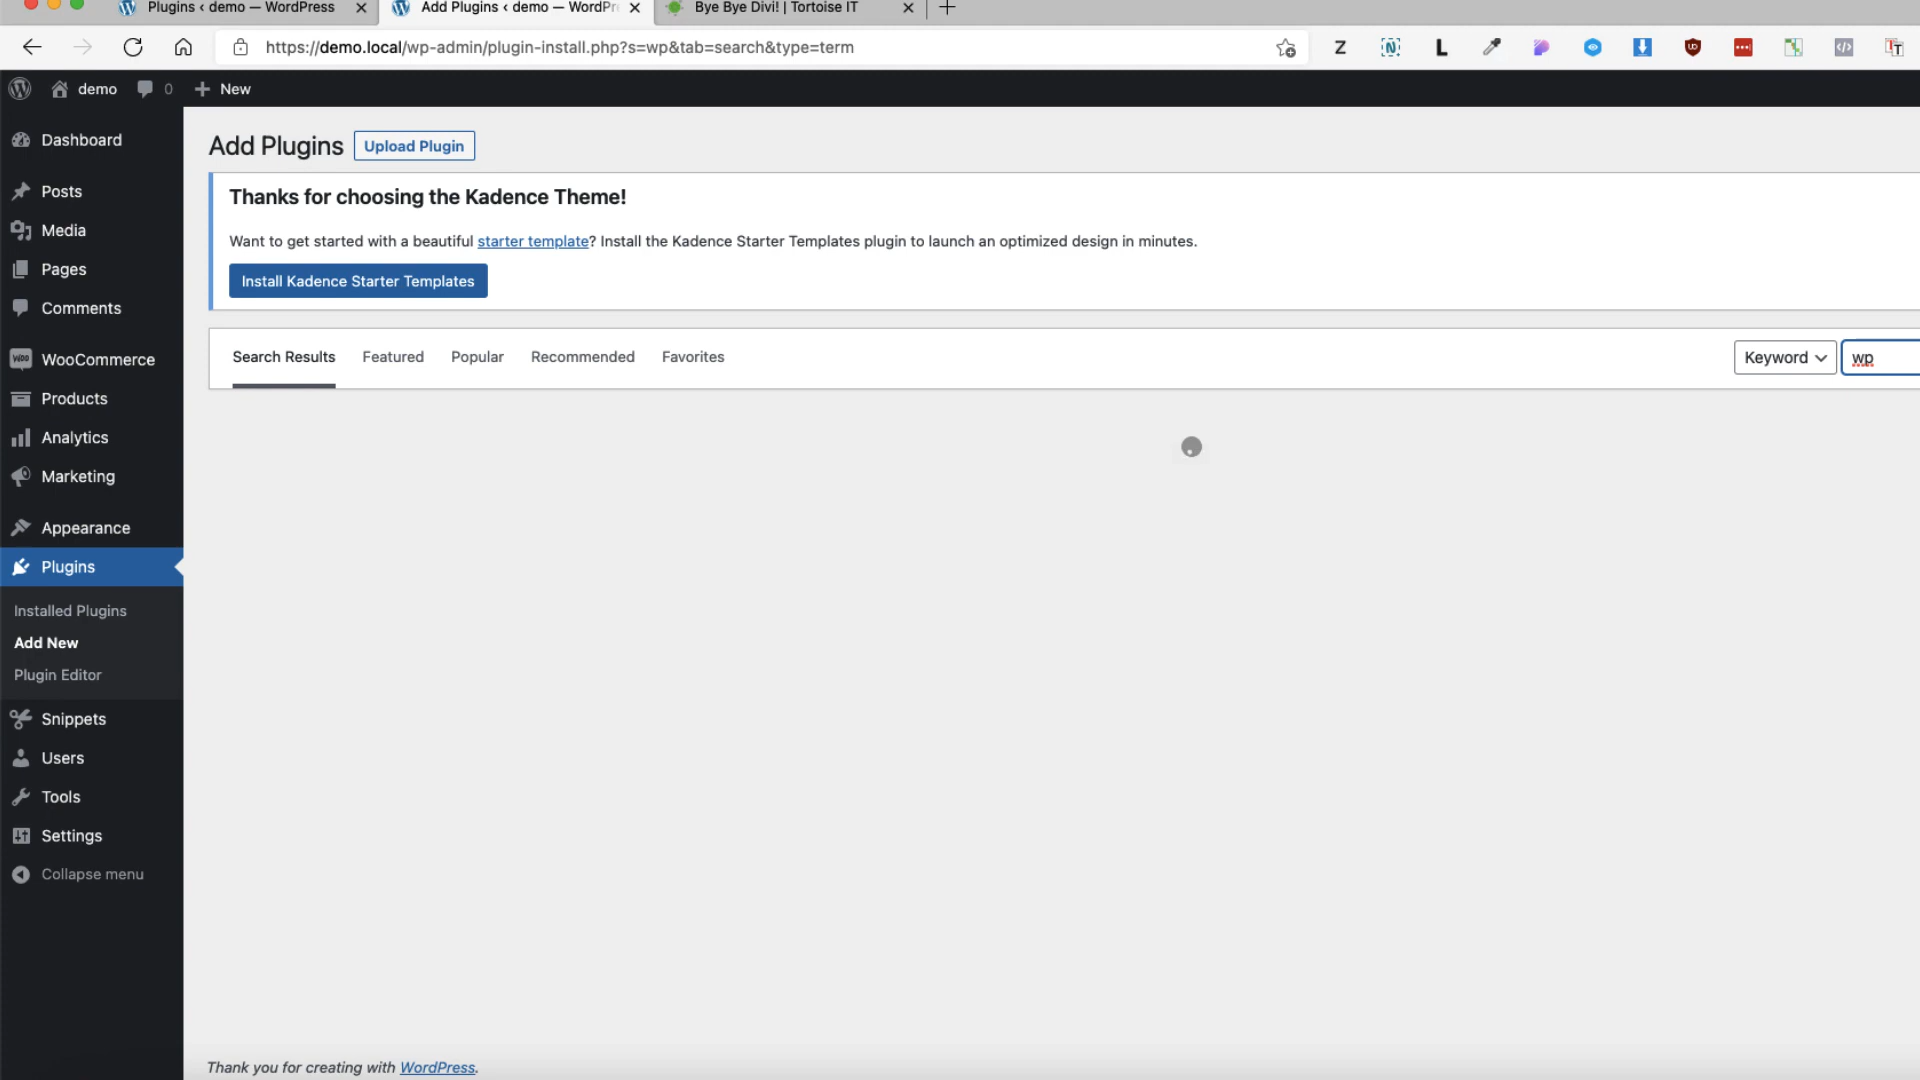 Plugins ‹ demo — WordPress
Add Plugins ‹ demo — WordPr
Bye Bye Divi! | Tortoise IT
https://demo.local/wp-admin/plugin-install.php?s=wp&tab=search&type=term
demo
0
New
Dashboard
Posts
Media
Pages
Comments
WooCommerce
Products
Analytics
Marketing
Appearance
Plugins
Installed Plugins
Add New
Plugin Editor
Snippets
Users
Tools
Settings
Collapse menu
Add Plugins
Upload Plugin
Thanks for choosing the Kadence Theme!
Want to get started with a beautiful starter template? Install the Kadence Starter Templates plugin to launch an optimized design in minutes.
Install Kadence Starter Templates
Search Results
Featured
Popular
Recommended
Favorites
Keyword
wp
Thank you for creating with WordPress.